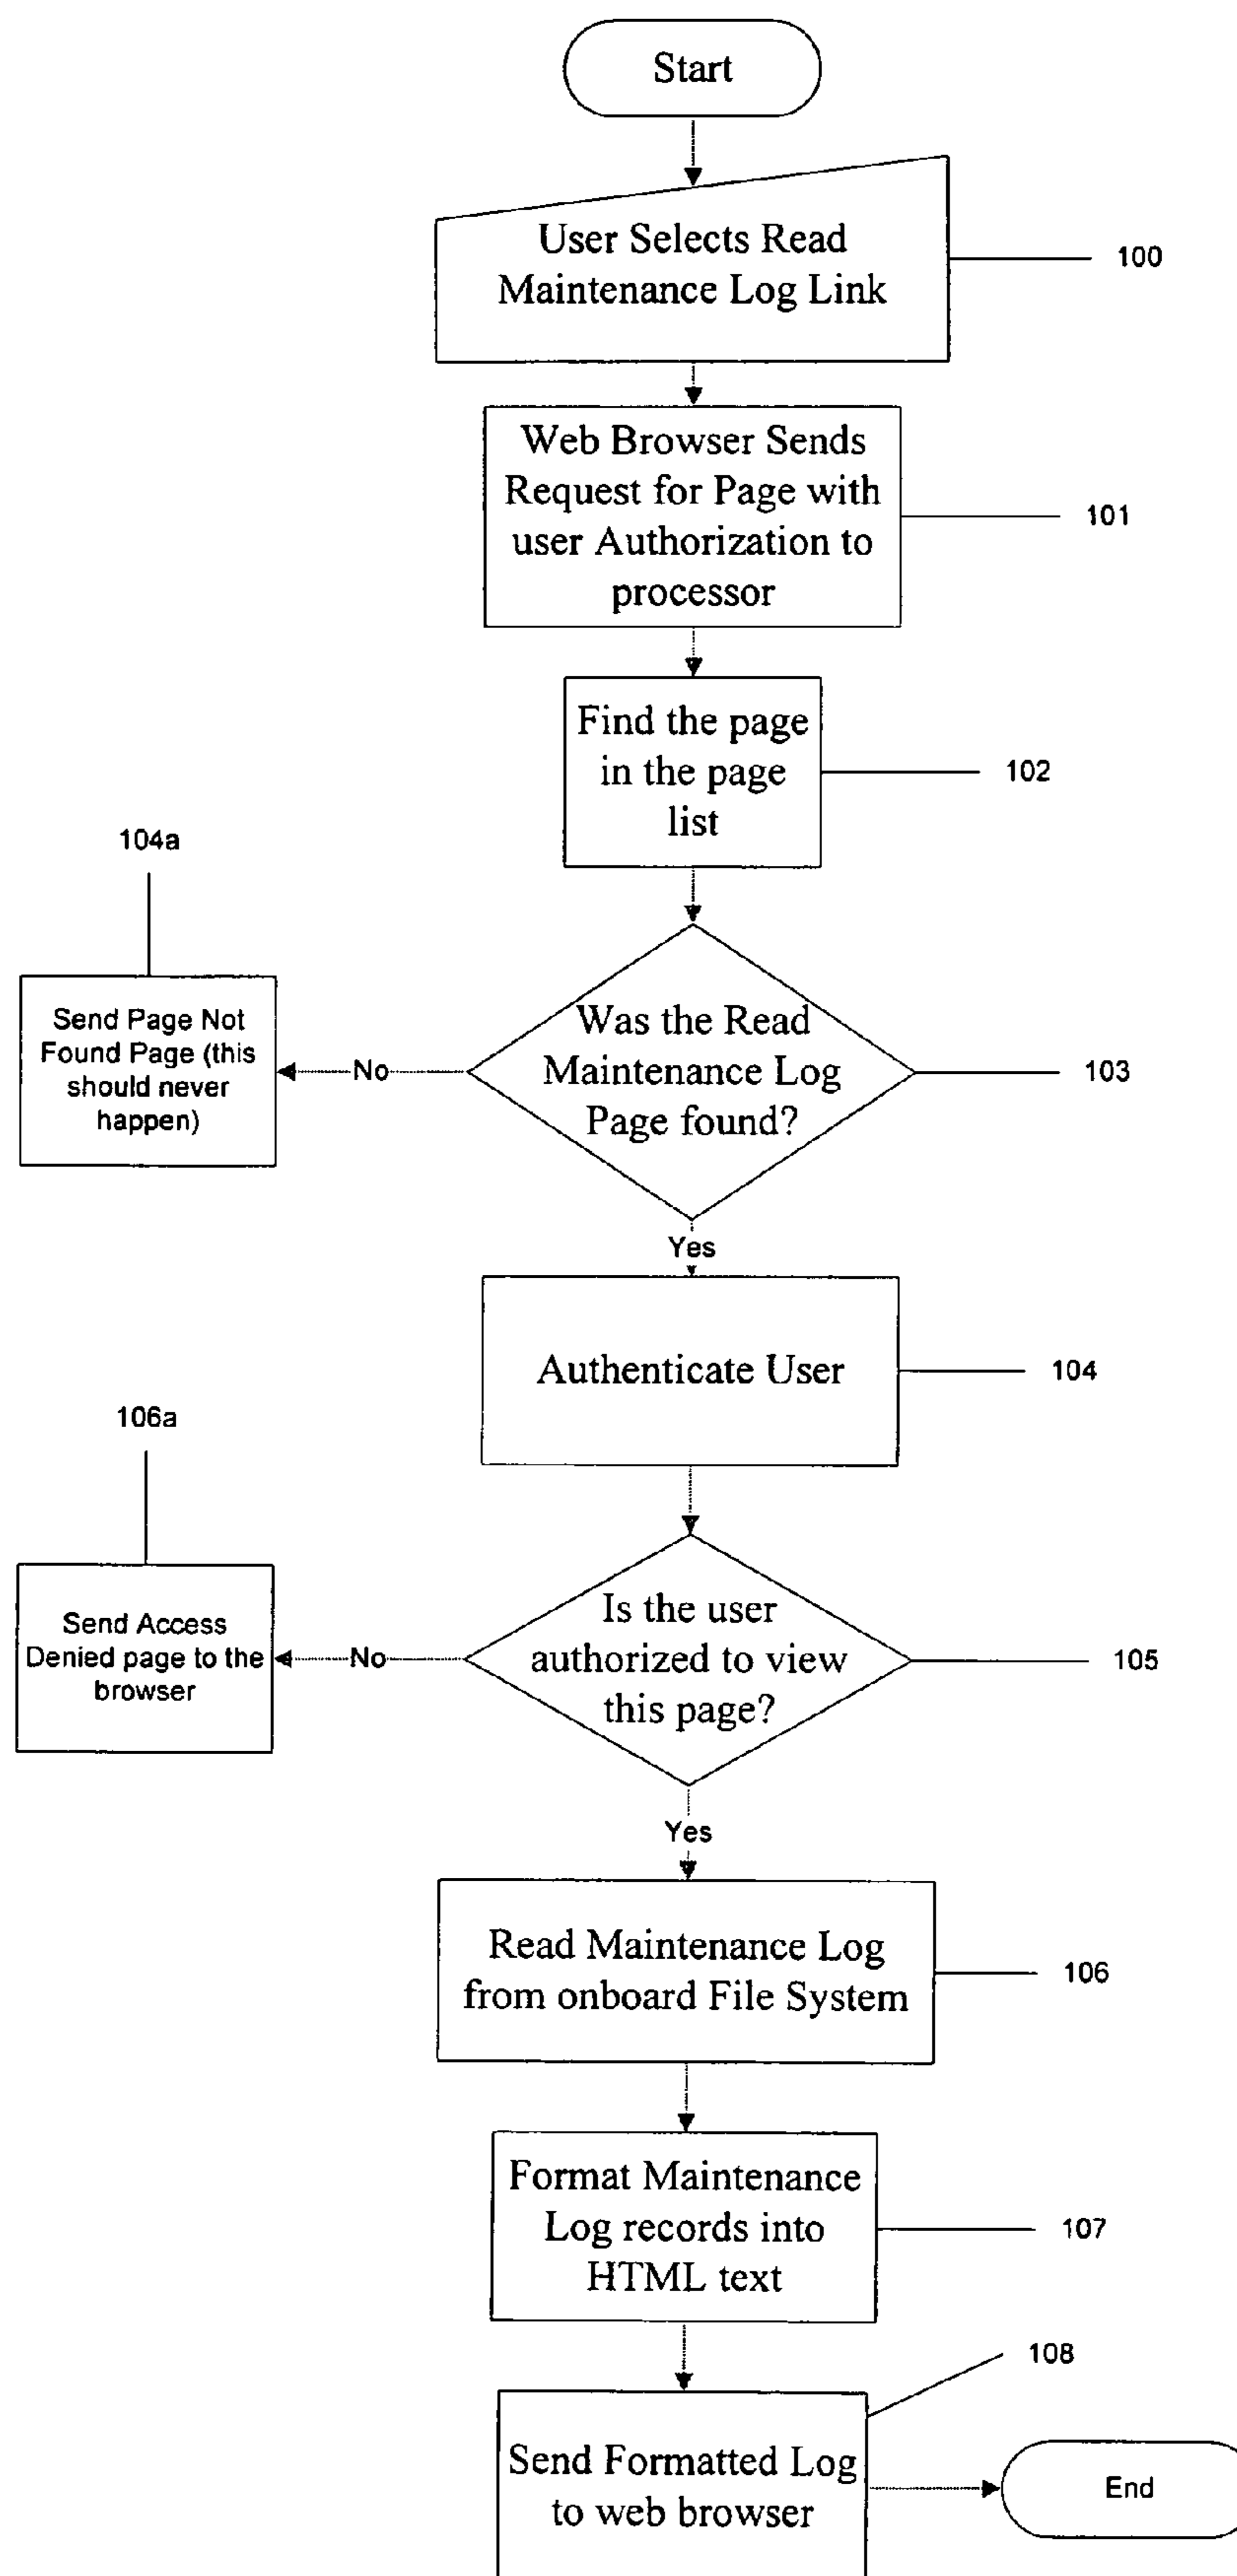 Start
User Selects Read
Maintenance Log Link
100
Web Browser Sends
Request for Page with
user Authorization to
processor
101
Find the page
in the page
list
102
104a
Send Page Not
Found Page (this
should never
happen)
No
Was the Read
Maintenance Log
Page found?
103
Yes
Authenticate User
104
106a
Send Access
Denied page to the
browser
No
Is the user
authorized to view
this page?
105
Yes
Read Maintenance Log
from onboard File System
106
Format Maintenance
Log records into
HTML text
107
108
Send Formatted Log
to web browser
End